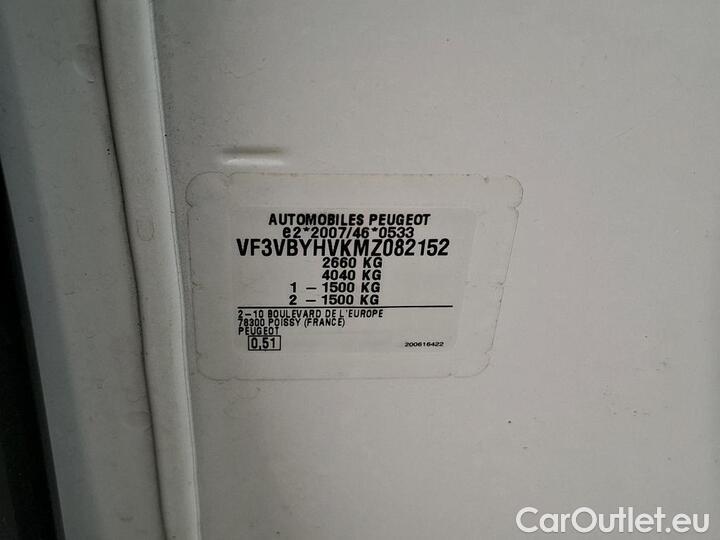 AUTOMOBILES PEUGEOT
e2*2007/46*0533
VF3VBYHVKMZ082152
2660 KG
4040 KG
1 – 1500 KG
2 – 1500 KG
2–10 BOULEVARD DE L'EUROPE
78300 POISSY (FRANCE)
PEUGEOT
0,51
200616422
CarOutlet.eu